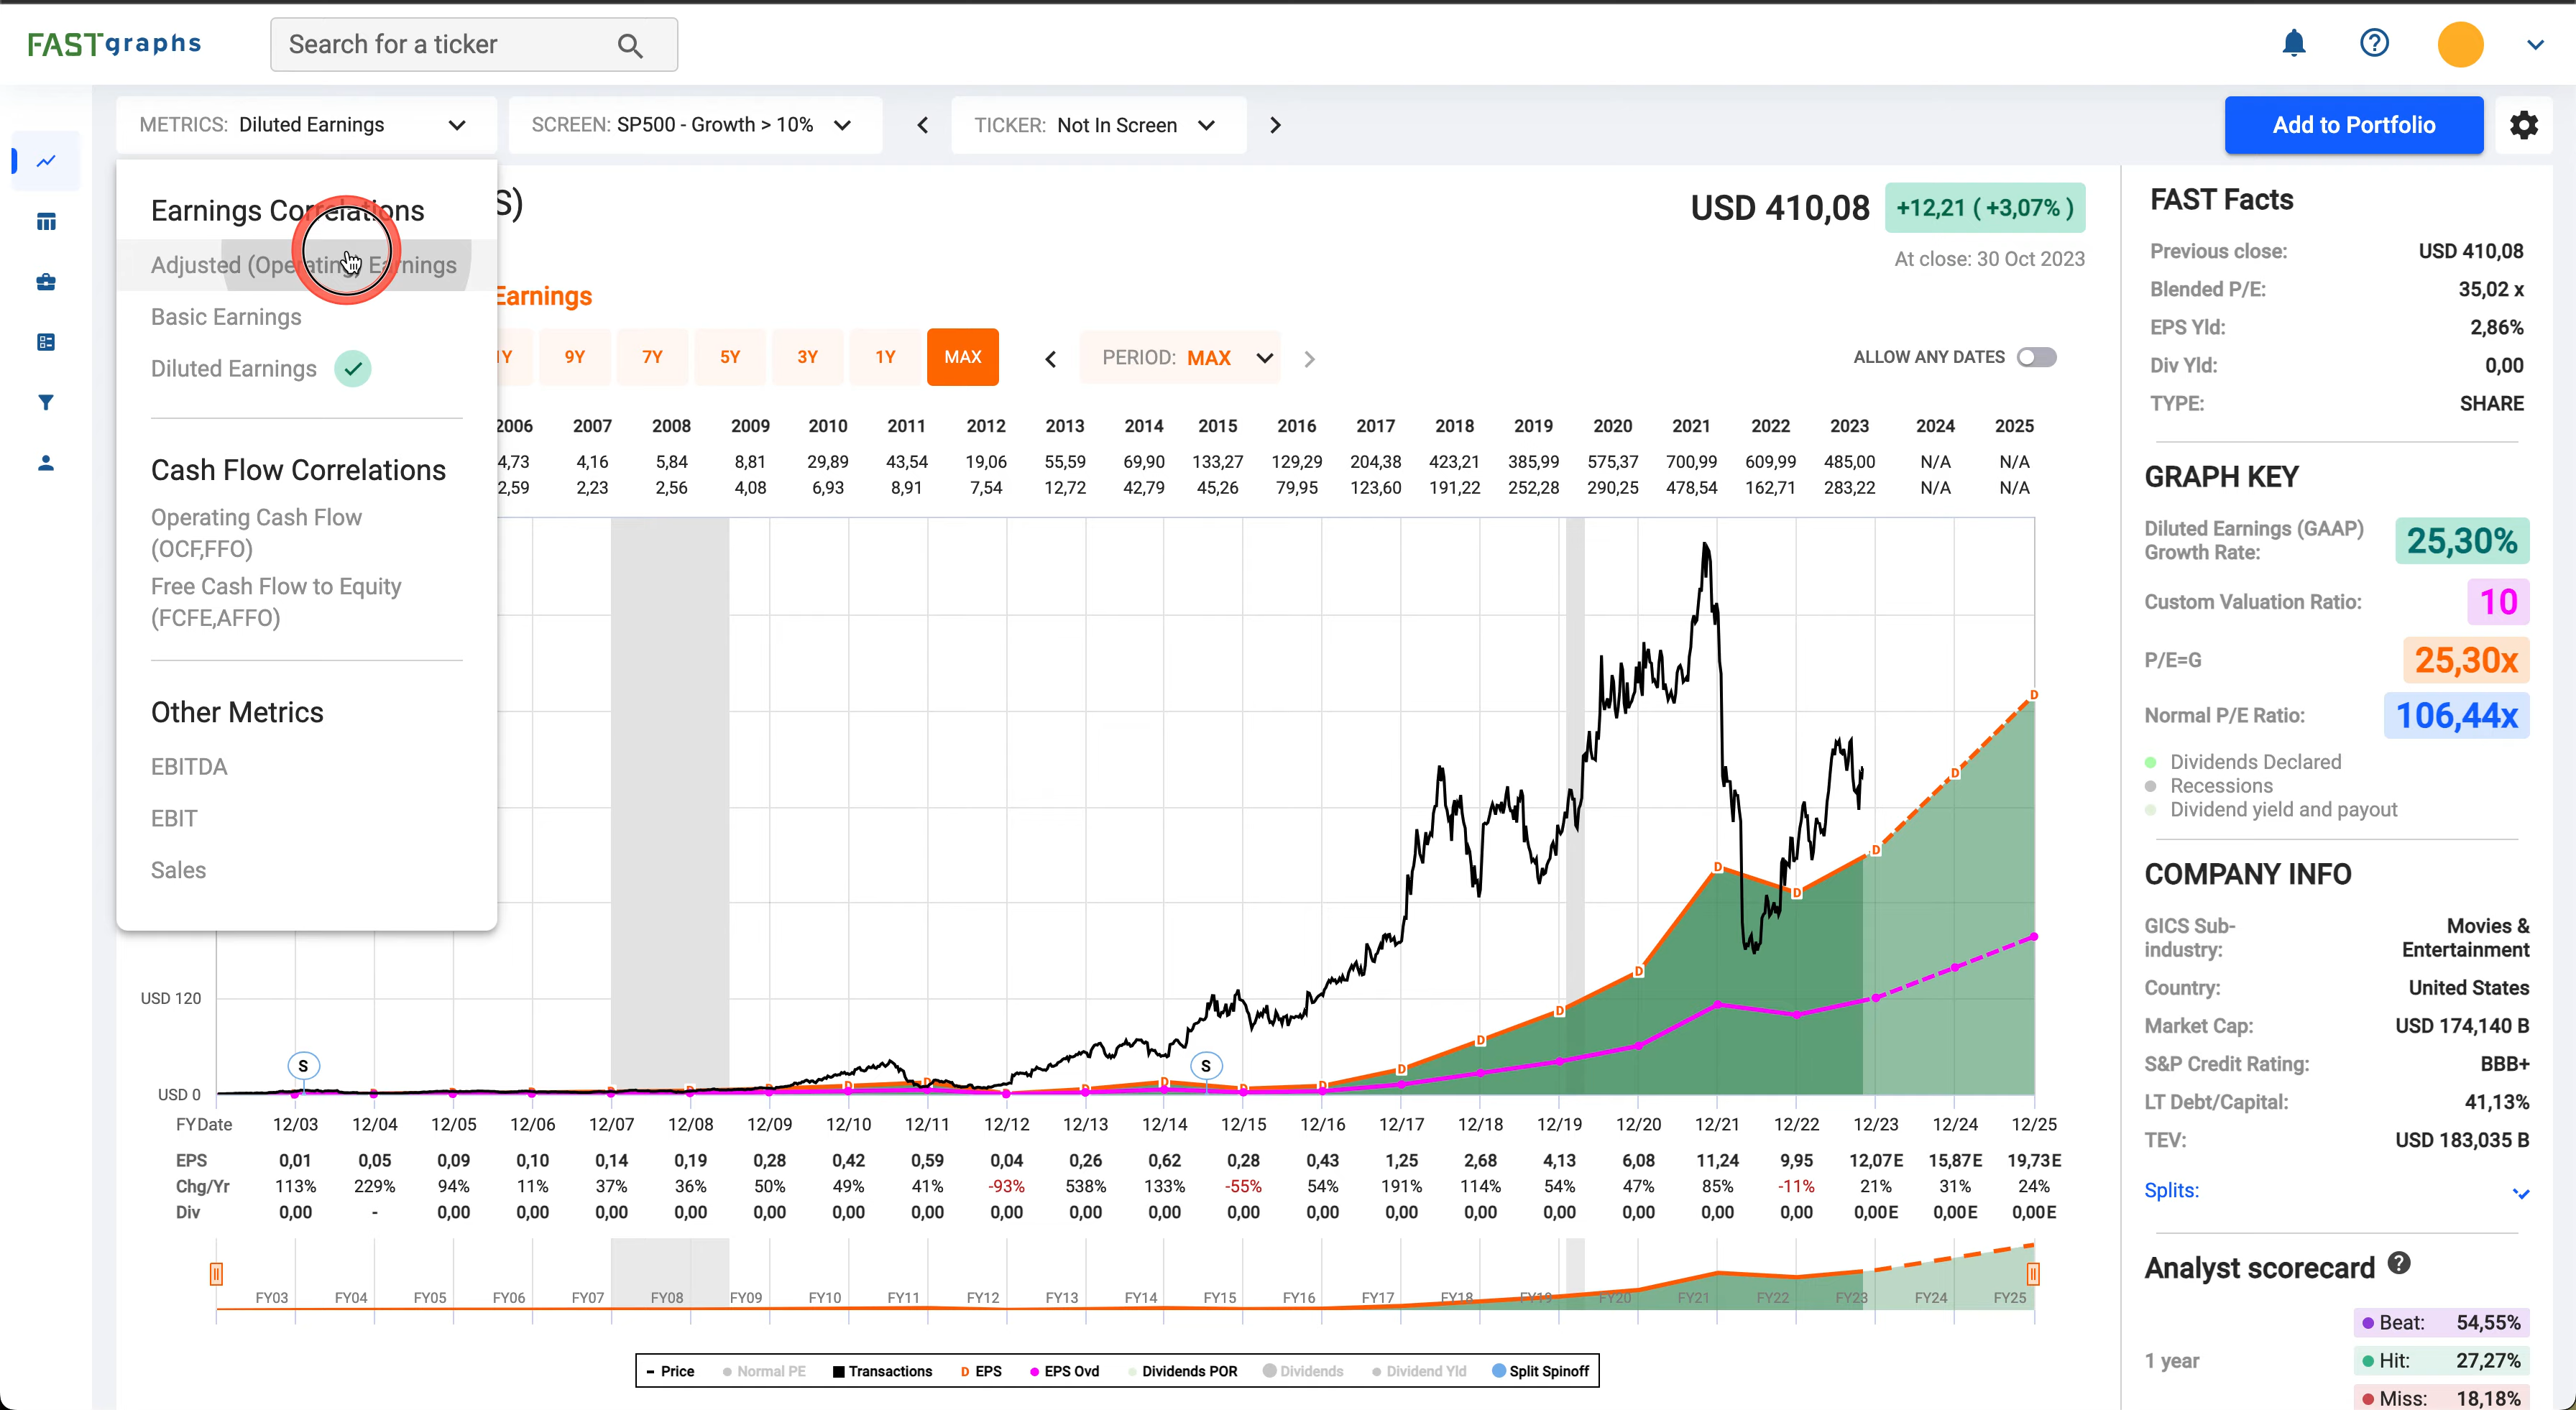 FASTgraphs
Search for a ticker
METRICS: Diluted Earnings
SCREEN: SP500 - Growth > 10%
TICKER: Not In Screen
Add to Portfolio
Earnings Correlations
Adjusted (Operating) Earnings
Basic Earnings
Diluted Earnings
Cash Flow Correlations
Operating Cash Flow
(OCF,FFO)
Free Cash Flow to Equity
(FCFE,AFFO)
Other Metrics
EBITDA
EBIT
Sales
S)
USD 410,08
+12,21 ( +3,07% )
At close: 30 Oct 2023
Earnings
1Y 9Y 7Y 5Y 3Y 1Y MAX
PERIOD: MAX
ALLOW ANY DATES
2006 2007 2008 2009 2010 2011 2012 2013 2014 2015 2016 2017 2018 2019 2020 2021 2022 2023 2024 2025
4,73 4,16 5,84 8,81 29,89 43,54 19,06 55,59 69,90 133,27 129,29 204,38 423,21 385,99 575,37 700,99 609,99 485,00 N/A N/A
2,59 2,23 2,56 4,08 6,93 8,91 7,54 12,72 42,79 45,26 79,95 123,60 191,22 252,28 290,25 478,54 162,71 283,22 N/A N/A
D D D D D D D D D D D D D D D D D
USD 120
S S
USD 0
FYDate 12/03 12/04 12/05 12/06 12/07 12/08 12/09 12/10 12/11 12/12 12/13 12/14 12/15 12/16 12/17 12/18 12/19 12/20 12/21 12/22 12/23 12/24 12/25
EPS 0,01 0,05 0,09 0,10 0,14 0,19 0,28 0,42 0,59 0,04 0,26 0,62 0,28 0,43 1,25 2,68 4,13 6,08 11,24 9,95 12,07E 15,87E 19,73E
Chg/Yr 113% 229% 94% 11% 37% 36% 50% 49% 41% -93% 538% 133% -55% 54% 191% 114% 54% 47% 85% -11% 21% 31% 24%
Div 0,00 - 0,00 0,00 0,00 0,00 0,00 0,00 0,00 0,00 0,00 0,00 0,00 0,00 0,00 0,00 0,00 0,00 0,00 0,00 0,00E 0,00E 0,00E
FY03 FY04 FY05 FY06 FY07 FY08 FY09 FY10 FY11 FY12 FY13 FY14 FY15 FY16 FY17 FY18 FY19 FY20 FY21 FY22 FY23 FY24 FY25
Price Normal PE Transactions D EPS EPS Ovd Dividends POR Dividends Dividend Yld Split Spinoff
FAST Facts
Previous close: USD 410,08
Blended P/E: 35,02 x
EPS Yld: 2,86%
Div Yld: 0,00
TYPE: SHARE
GRAPH KEY
Diluted Earnings (GAAP)
Growth Rate: 25,30%
Custom Valuation Ratio: 10
P/E=G 25,30x
Normal P/E Ratio: 106,44x
Dividends Declared
Recessions
Dividend yield and payout
COMPANY INFO
GICS Sub-
industry: Movies &
Entertainment
Country: United States
Market Cap: USD 174,140 B
S&P Credit Rating: BBB+
LT Debt/Capital: 41,13%
TEV: USD 183,035 B
Splits:
Analyst scorecard ?
Beat: 54,55%
1 year Hit: 27,27%
Miss: 18,18%